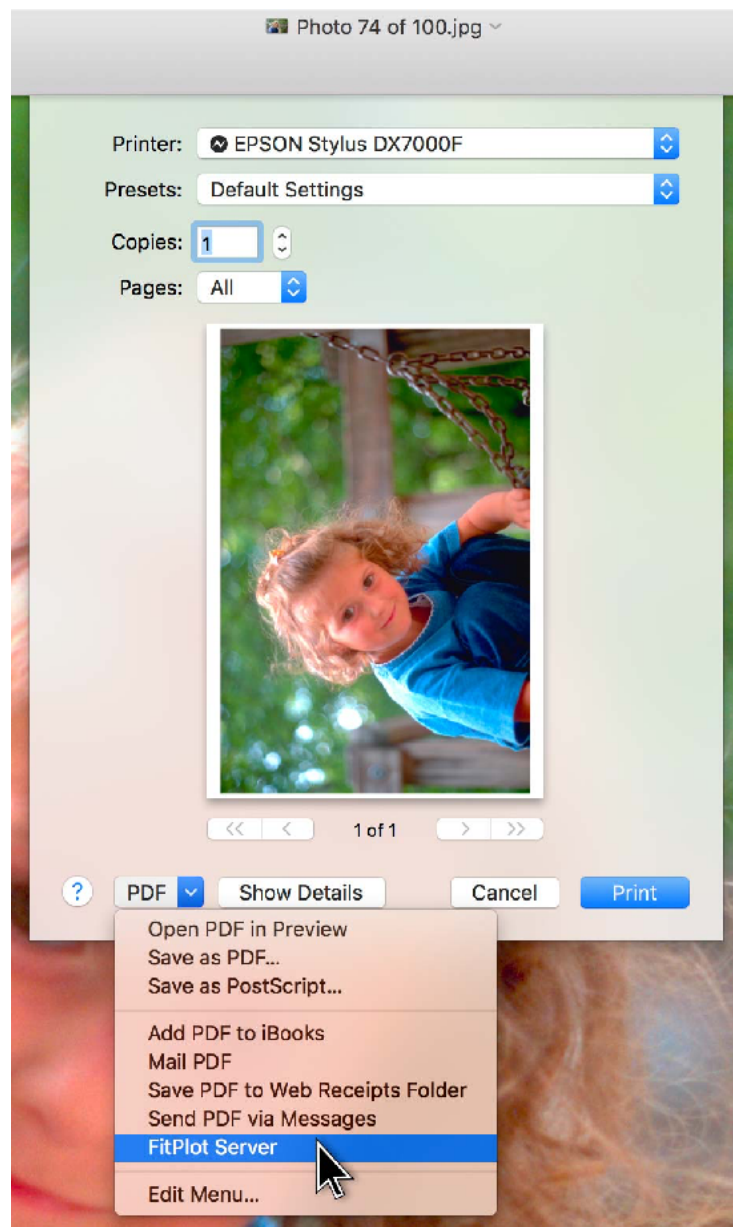 Photo 74 of 100.jpg
Printer: EPSON Stylus DX7000F
Presets: Default Settings
Copies: 1
Pages: All
<< < 1 of 1 > >>
? PDF Show Details Cancel Print
Open PDF in Preview
Save as PDF...
Save as PostScript...
Add PDF to iBooks
Mail PDF
Save PDF to Web Receipts Folder
Send PDF via Messages
FitPlot Server
Edit Menu...